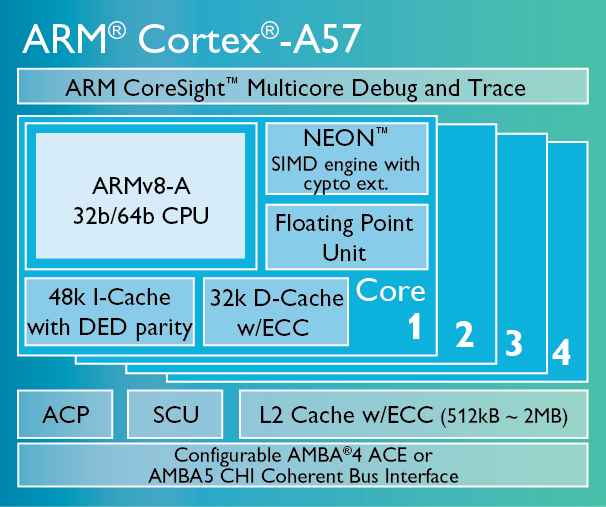 ARM® Cortex®-A57
ARM CoreSight™ Multicore Debug and Trace
ARMv8-A
32b/64b CPU
NEON™
SIMD engine with
cypto ext.
Floating Point
Unit
48k I-Cache
with DED parity
32k D-Cache
w/ECC
Core
1
2
3
4
ACP
SCU
L2 Cache w/ECC (512kB ~ 2MB)
Configurable AMBA®4 ACE or
AMBA5 CHI Coherent Bus Interface